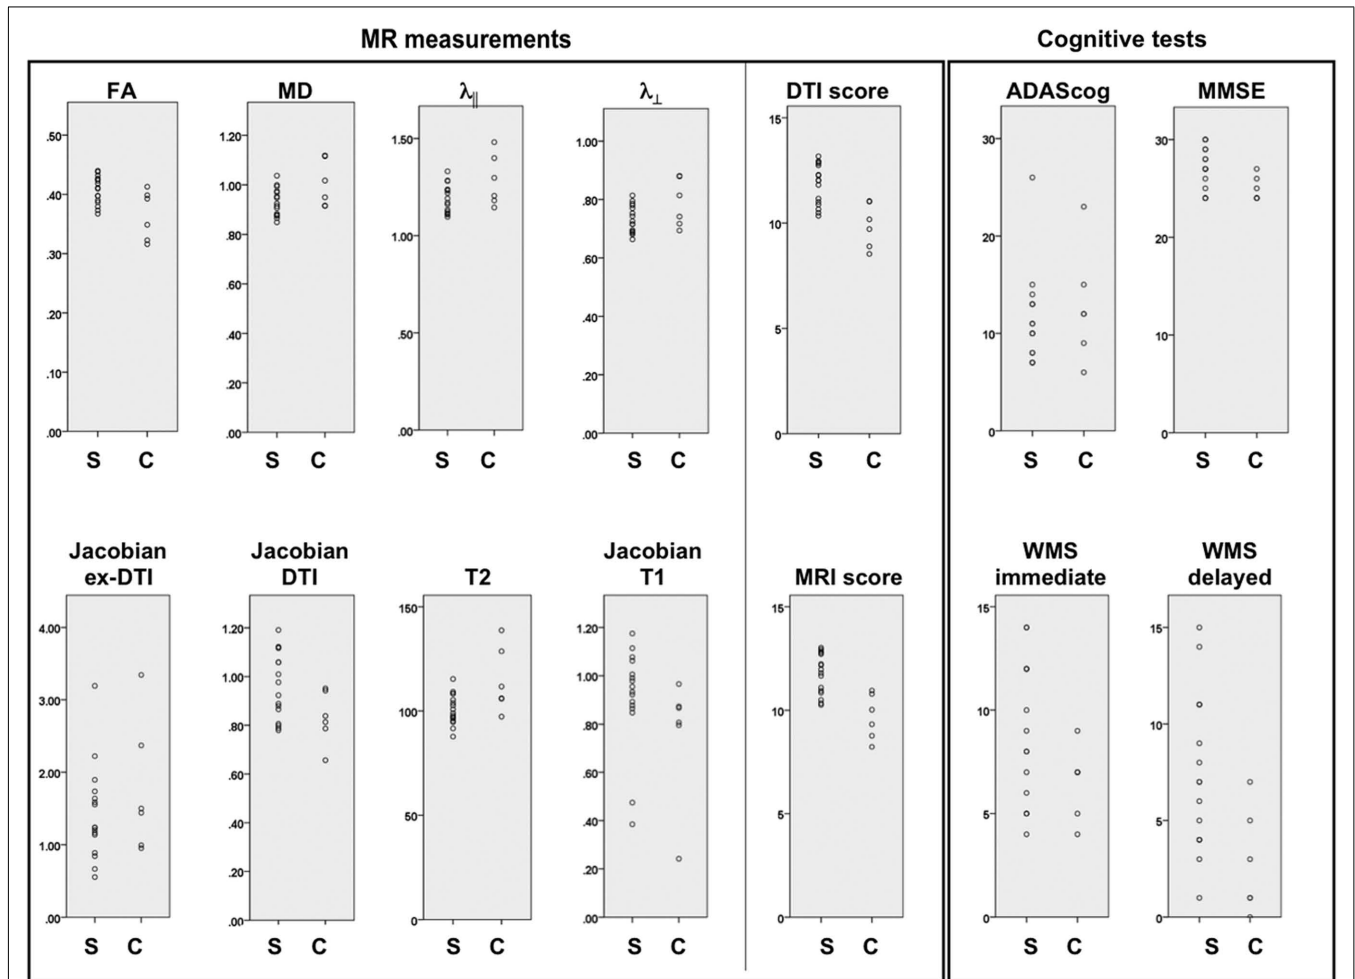 MR measurements
Cognitive tests
FA
MD
λ||
λ⊥
DTI score
ADAScog
MMSE
.50
.40
.30
.20
.10
.00
S C
1.20
1.00
.80
.60
.40
.20
.00
S C
1.50
1.00
.50
.00
S C
1.00
.80
.60
.40
.20
.00
S C
15
10
5
0
S C
30
20
10
0
S C
30
20
10
0
S C
Jacobian
ex-DTI
4.00
3.00
2.00
1.00
.00
S C
Jacobian
DTI
1.20
1.00
.80
.60
.40
.20
.00
S C
T2
150
100
50
0
S C
Jacobian
T1
1.20
1.00
.80
.60
.40
.20
.00
S C
MRI score
15
10
5
0
S C
WMS
immediate
15
10
5
0
S C
WMS
delayed
15
10
5
0
S C